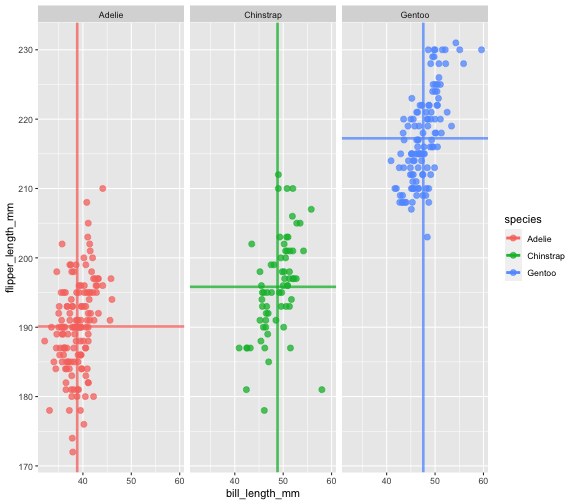 Adelie
Chinstrap
Gentoo
230
220
210
200
190
180
170
flipper_length_mm
40 50 60
40 50 60
40 50 60
bill_length_mm
species
Adelie
Chinstrap
Gentoo